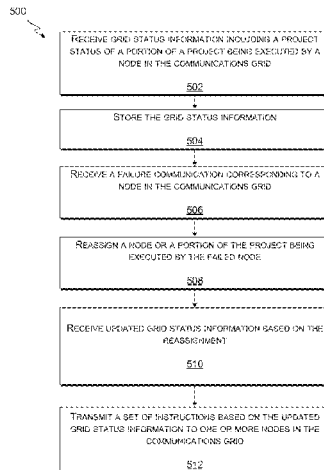 500
RECEIVE GRID STATUS INFORMATION INCLUDING A PROJECT
STATUS OF A PORTION OF A PROJECT BEING EXECUTED BY A
NODE IN THE COMMUNICATIONS GRID
502
STORE THE GRID STATUS INFORMATION
504
RECEIVE A FAILURE COMMUNICATION CORRESPONDING TO A
NODE IN THE COMMUNICATIONS GRID
506
REASSIGN A NODE OR A PORTION OF THE PROJECT BEING
EXECUTED BY THE FAILED NODE
508
RECEIVE UPDATED GRID STATUS INFORMATION BASED ON THE
REASSIGNMENT
510
TRANSMIT A SET OF INSTRUCTIONS BASED ON THE UPDATED
GRID STATUS INFORMATION TO ONE OR MORE NODES IN THE
COMMUNICATIONS GRID
512